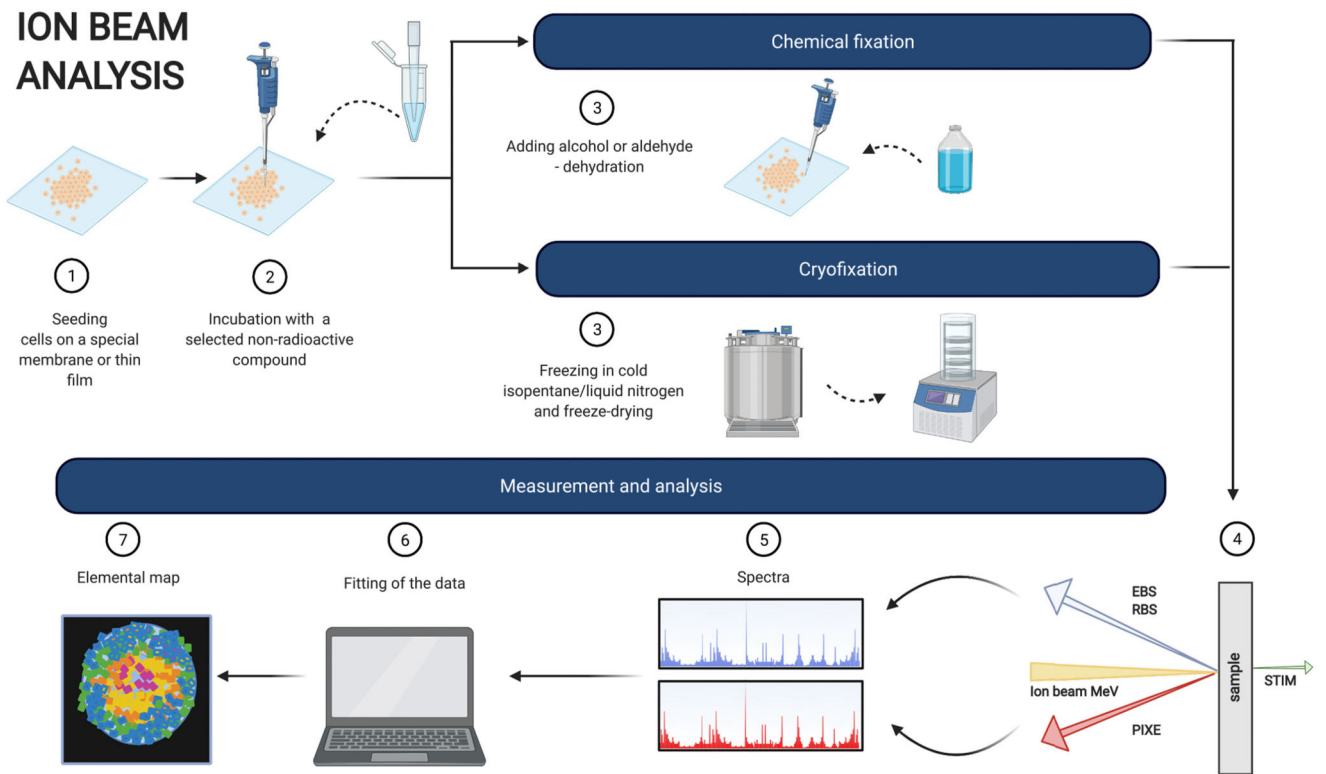 ION BEAM
ANALYSIS
1
Seeding
cells on a special
membrane or thin
film
2
Incubation with a
selected non-radioactive
compound
Chemical fixation
3
Adding alcohol or aldehyde
- dehydration
Cryofixation
3
Freezing in cold
isopentane/liquid nitrogen
and freeze-drying
Measurement and analysis
7
Elemental map
6
Fitting of the data
5
Spectra
4
EBS
RBS
Ion beam MeV
PIXE
sample
STIM